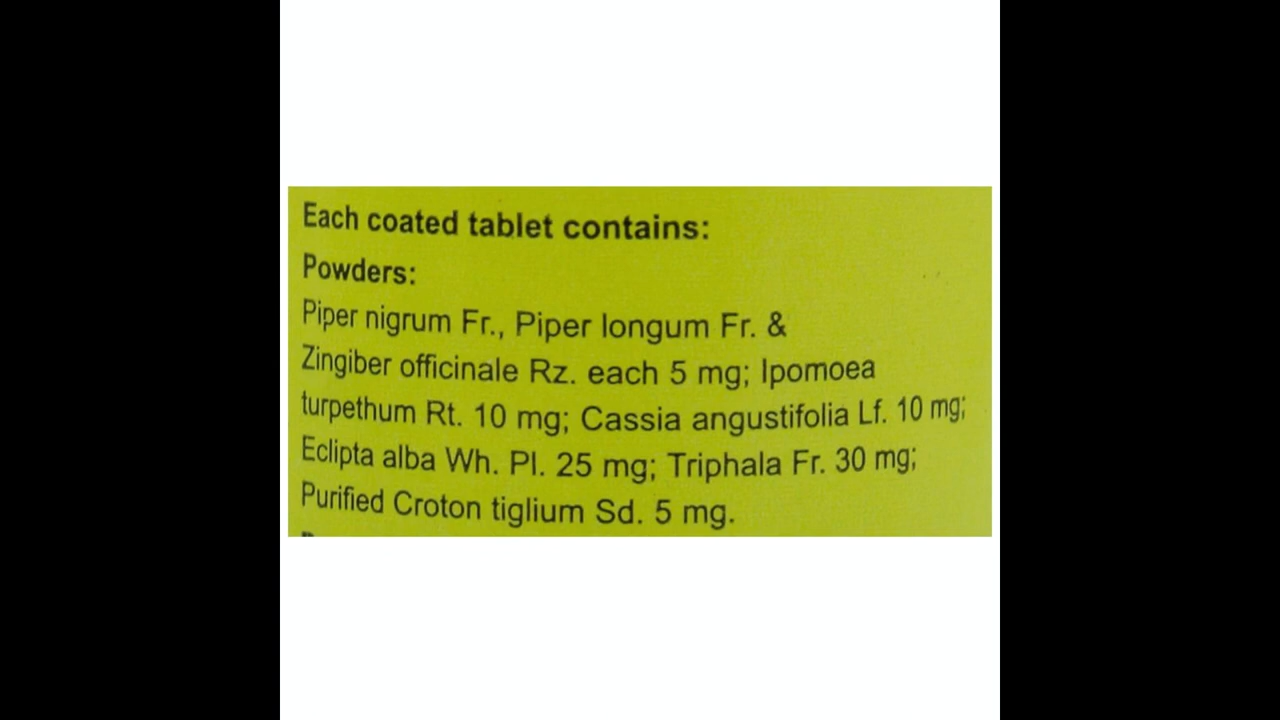 Each coated tablet contains:
Powders:
Piper nigrum Fr., Piper longum Fr. &
Zingiber officinale Rz. each 5 mg; Ipomoea
turpethum Rt. 10 mg; Cassia angustifolia Lf. 10 mg;
Eclipta alba Wh. Pl. 25 mg; Triphala Fr. 30 mg;
Purified Croton tiglium Sd. 5 mg.